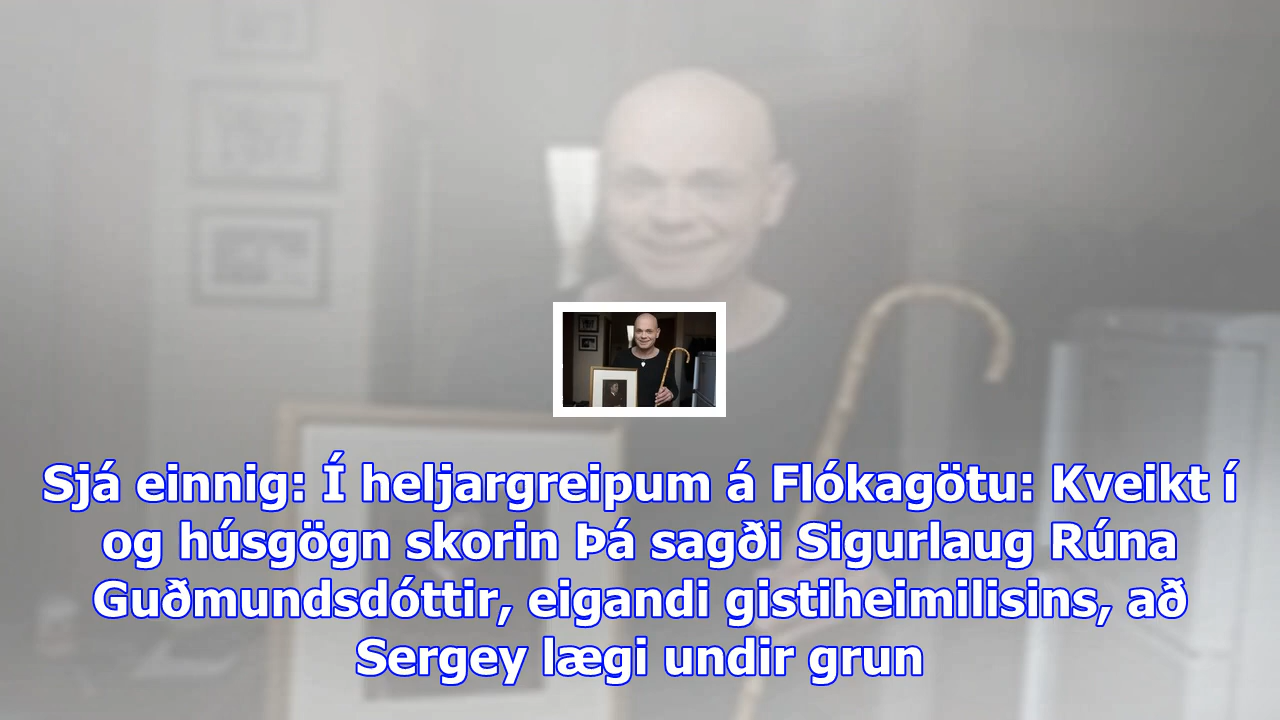 Sjá einnig: Í heljargreipum á Flókagötu: Kveikt í
og húsgögn skorin Þá sagði Sigurlaug Rúna
Guðmundsdóttir, eigandi gistiheimilisins, að
Sergey lægi undir grun